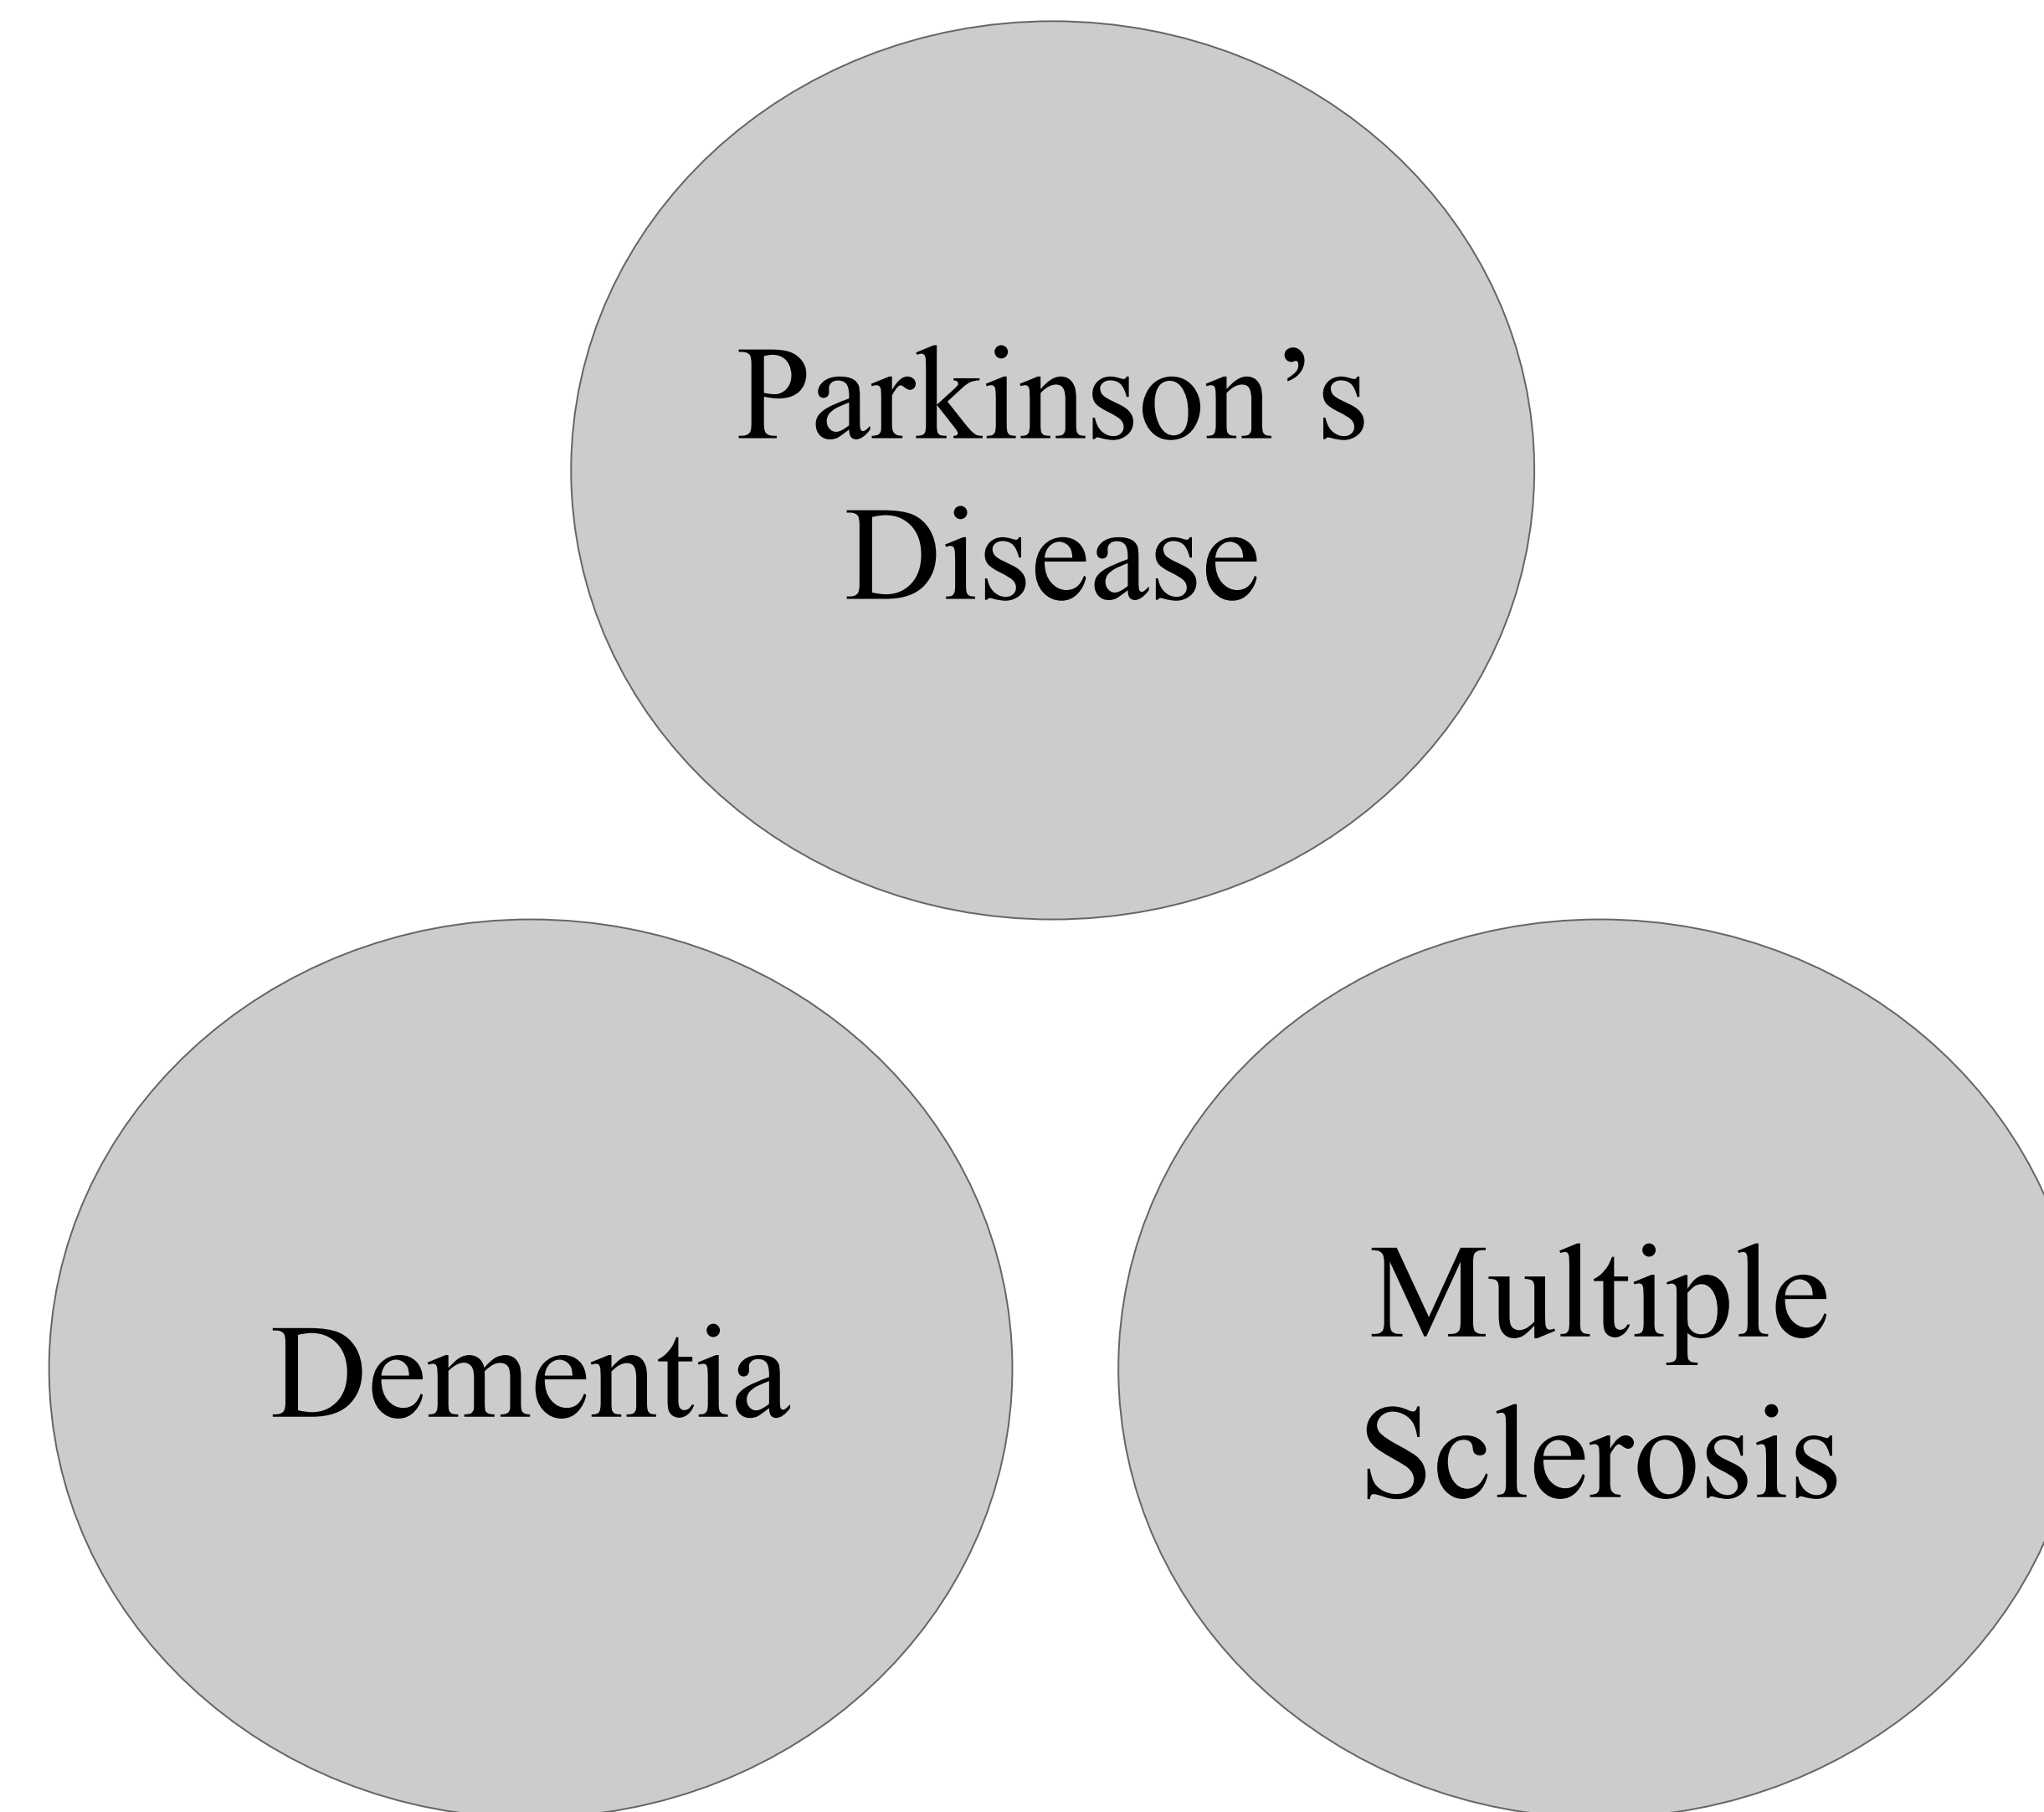 Parkinson’s
Disease
Dementia
Multiple
Sclerosis